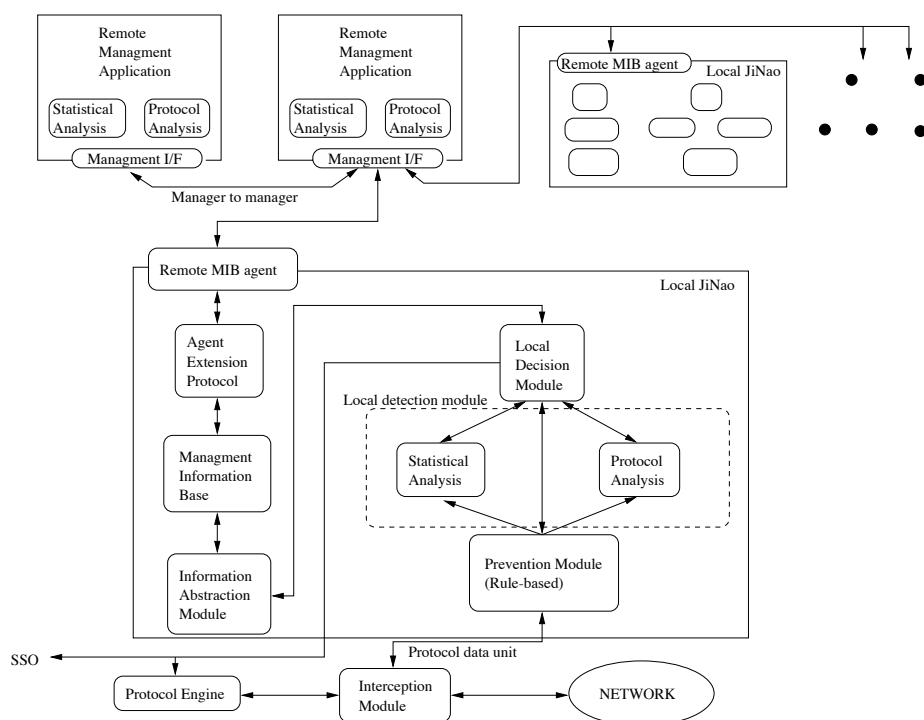 Remote
Managment
Application
Statistical
Analysis
Protocol
Analysis
Managment I/F
Remote
Managment
Application
Statistical
Analysis
Protocol
Analysis
Managment I/F
Remote MIB agent
Local JiNao
Manager to manager
Remote MIB agent
Local JiNao
Agent
Extension
Protocol
Local
Decision
Module
Local detection module
Managment
Information
Base
Statistical
Analysis
Protocol
Analysis
Information
Abstraction
Module
Prevention Module
(Rule-based)
Protocol data unit
SSO
Protocol Engine
Interception
Module
NETWORK